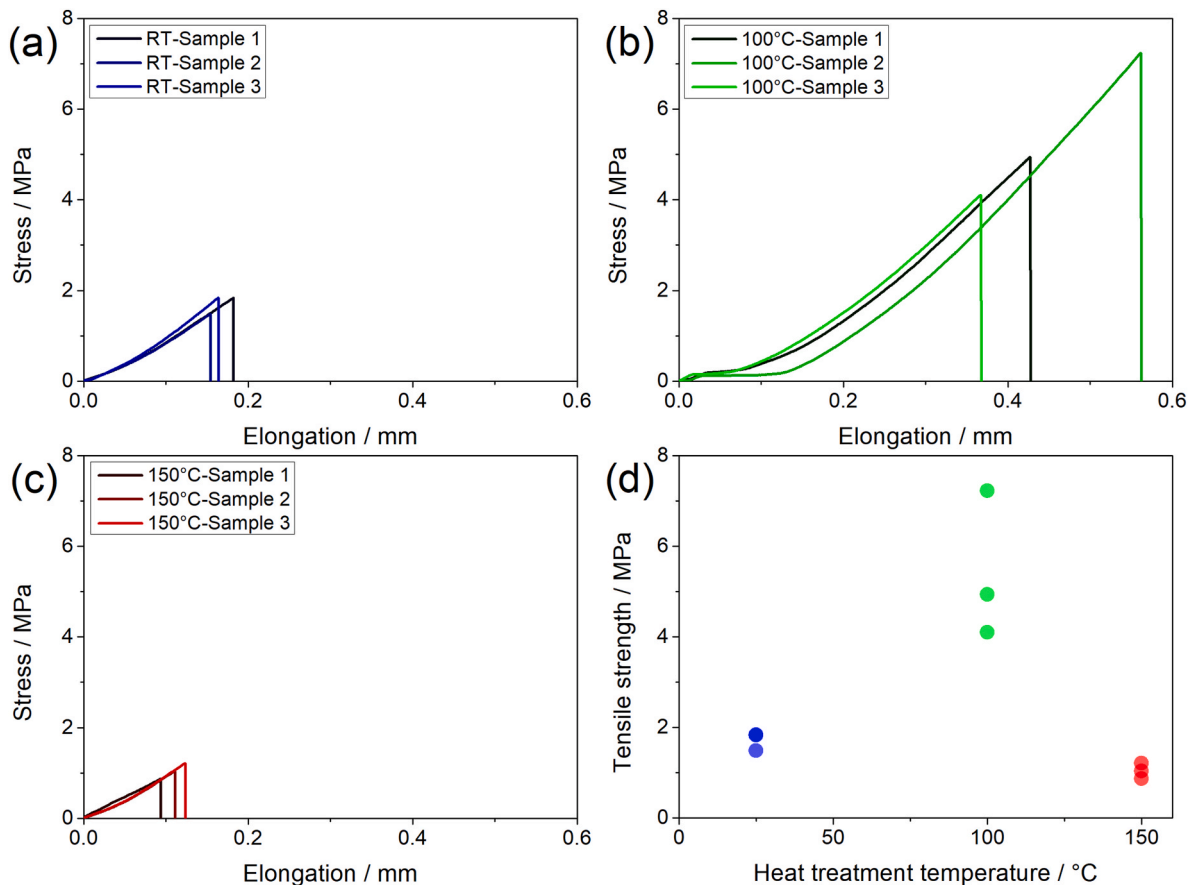 (a)
RT-Sample 1
RT-Sample 2
RT-Sample 3
Stress / MPa
8
6
4
2
0
0.0 0.2 0.4 0.6
Elongation / mm
(b)
100°C-Sample 1
100°C-Sample 2
100°C-Sample 3
Stress / MPa
8
6
4
2
0
0.0 0.2 0.4 0.6
Elongation / mm
(c)
150°C-Sample 1
150°C-Sample 2
150°C-Sample 3
Stress / MPa
8
6
4
2
0
0.0 0.2 0.4 0.6
Elongation / mm
(d)
Tensile strength / MPa
8
6
4
2
0
0 50 100 150
Heat treatment temperature / °C